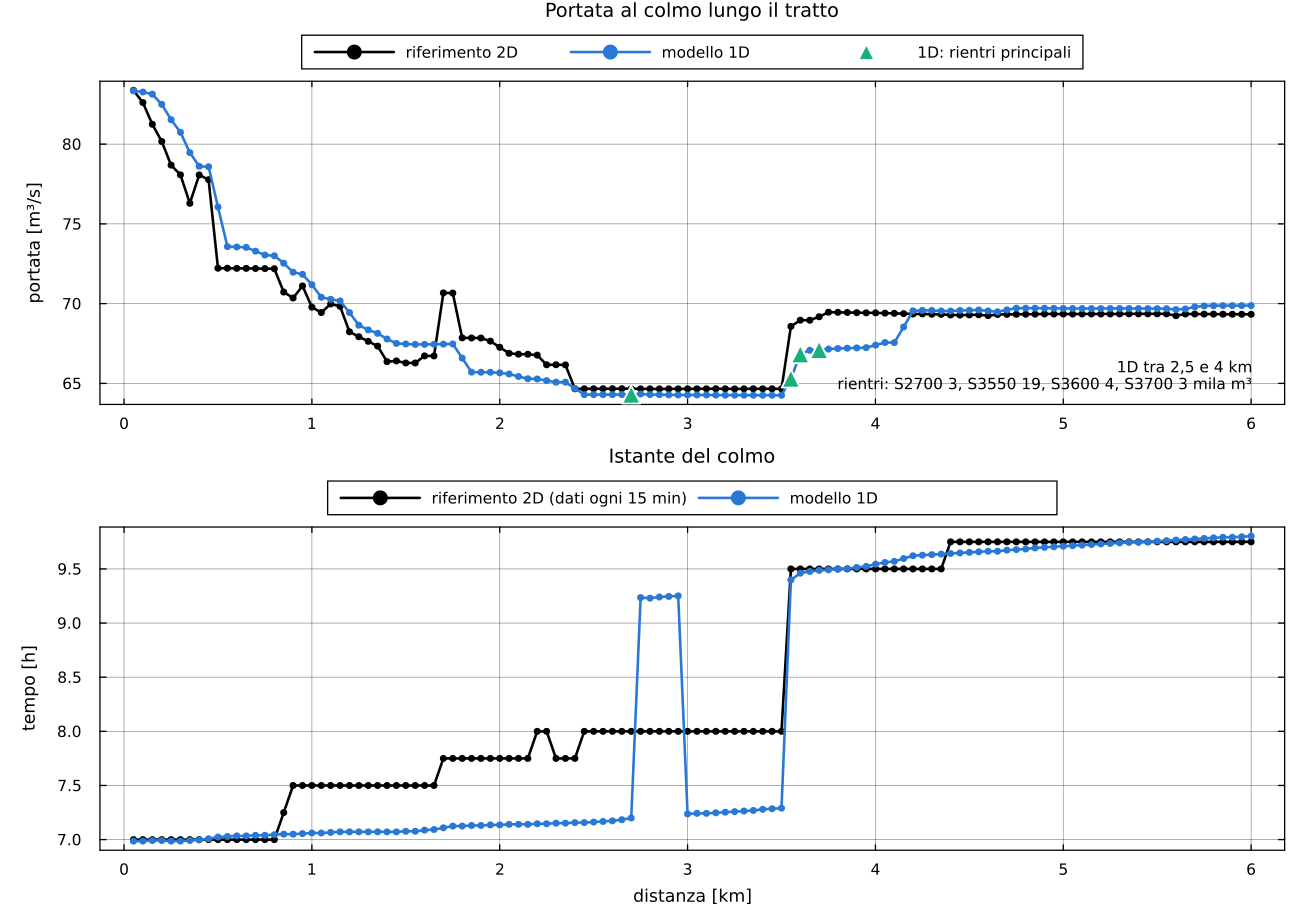 Portata al colmo lungo il tratto
riferimento 2D modello 1D 1D: rientri principali
portata [m³/s]
80
75
70
65
1D tra 2,5 e 4 km
rientri: S2700 3, S3550 19, S3600 4, S3700 3 mila m³
0 1 2 3 4 5 6
Istante del colmo
riferimento 2D (dati ogni 15 min) modello 1D
tempo [h]
9.5
9.0
8.5
8.0
7.5
7.0
0 1 2 3 4 5 6
distanza [km]